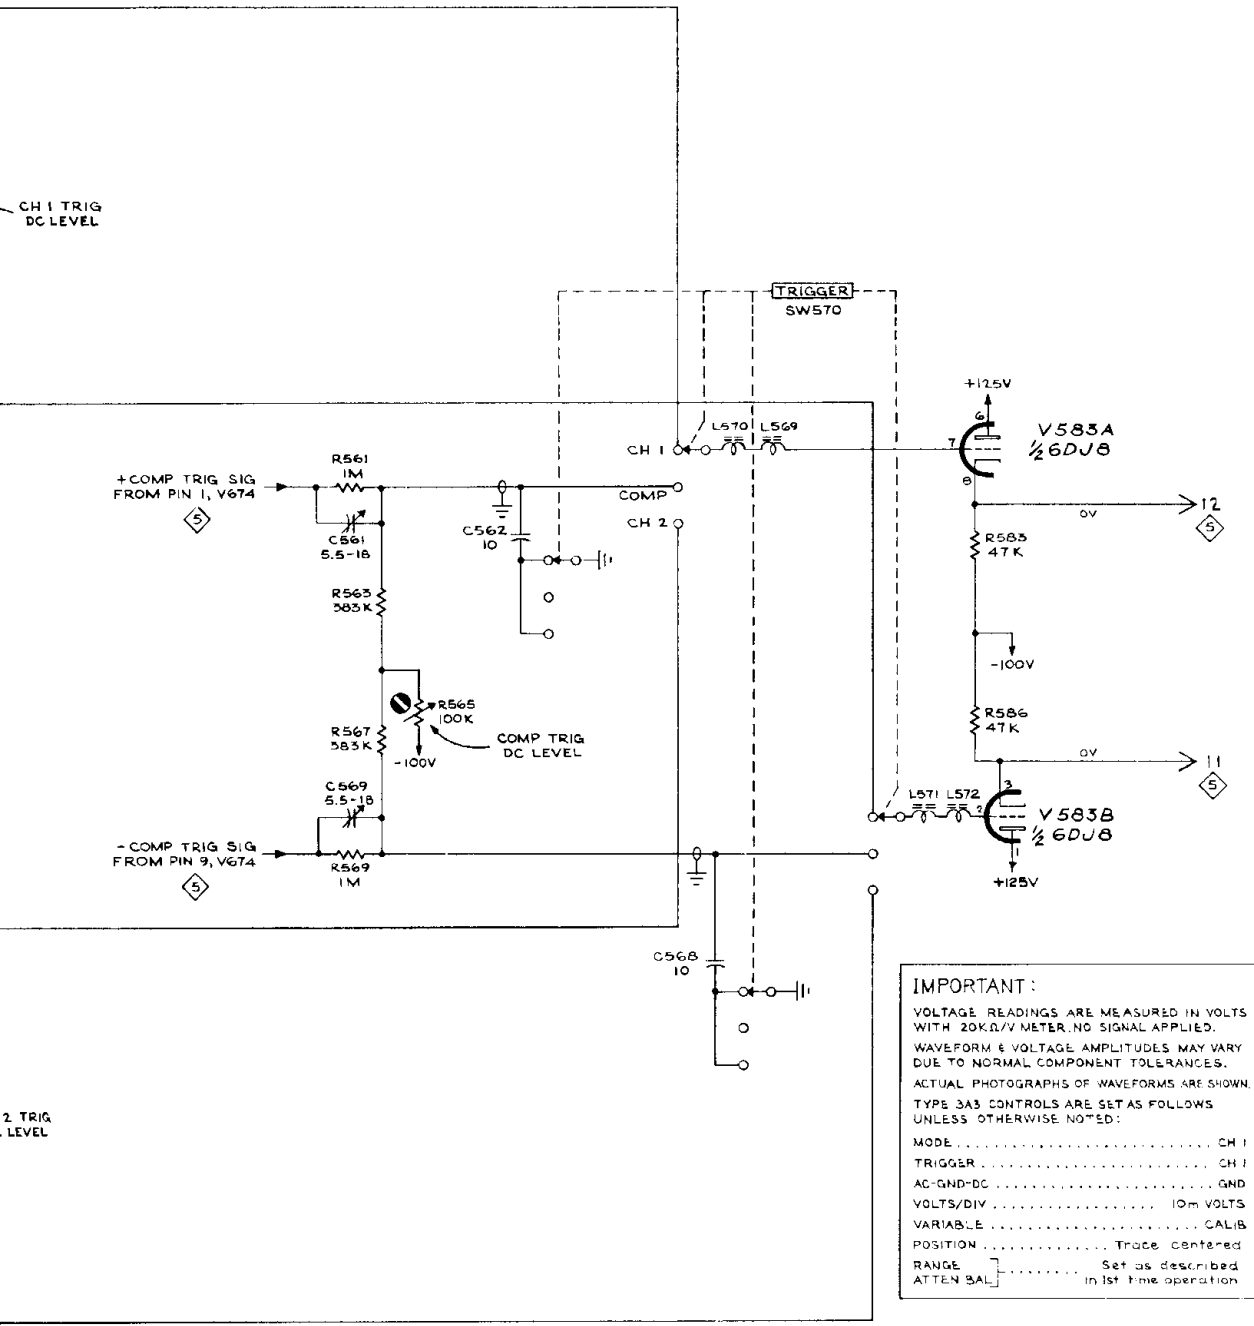 CH 1 TRIG
DC LEVEL
TRIGGER
SW570
+125V
6
7
8
V583A
½6DJ8
L570 L569
CH 1
COMP
CH 2
R561
1M
+COMP TRIG SIG
FROM PIN 1, V674
5
C561
5.5-18
C562
10
0V
12
5
R583
47K
R563
383K
-100V
R565
100K
R567
383K
-100V
COMP TRIG
DC LEVEL
R586
47K
0V
11
5
C569
5.5-18
L571 L572
3
2
1
V583B
½6DJ8
+125V
-COMP TRIG SIG
FROM PIN 9, V674
5
R569
1M
C568
10
2 TRIG
LEVEL
IMPORTANT:
VOLTAGE READINGS ARE MEASURED IN VOLTS
WITH 20KΩ/V METER. NO SIGNAL APPLIED.
WAVEFORM & VOLTAGE AMPLITUDES MAY VARY
DUE TO NORMAL COMPONENT TOLERANCES.
ACTUAL PHOTOGRAPHS OF WAVEFORMS ARE SHOWN.
TYPE 3A3 CONTROLS ARE SET AS FOLLOWS
UNLESS OTHERWISE NOTED:
MODE ............................ CH 1
TRIGGER ......................... CH 1
AC-GND-DC ....................... GND
VOLTS/DIV .................. 10m VOLTS
VARIABLE ..................... CALIB
POSITION ............ Trace Centered
RANGE
ATTEN BAL ......... Set as described
in 1st time operation